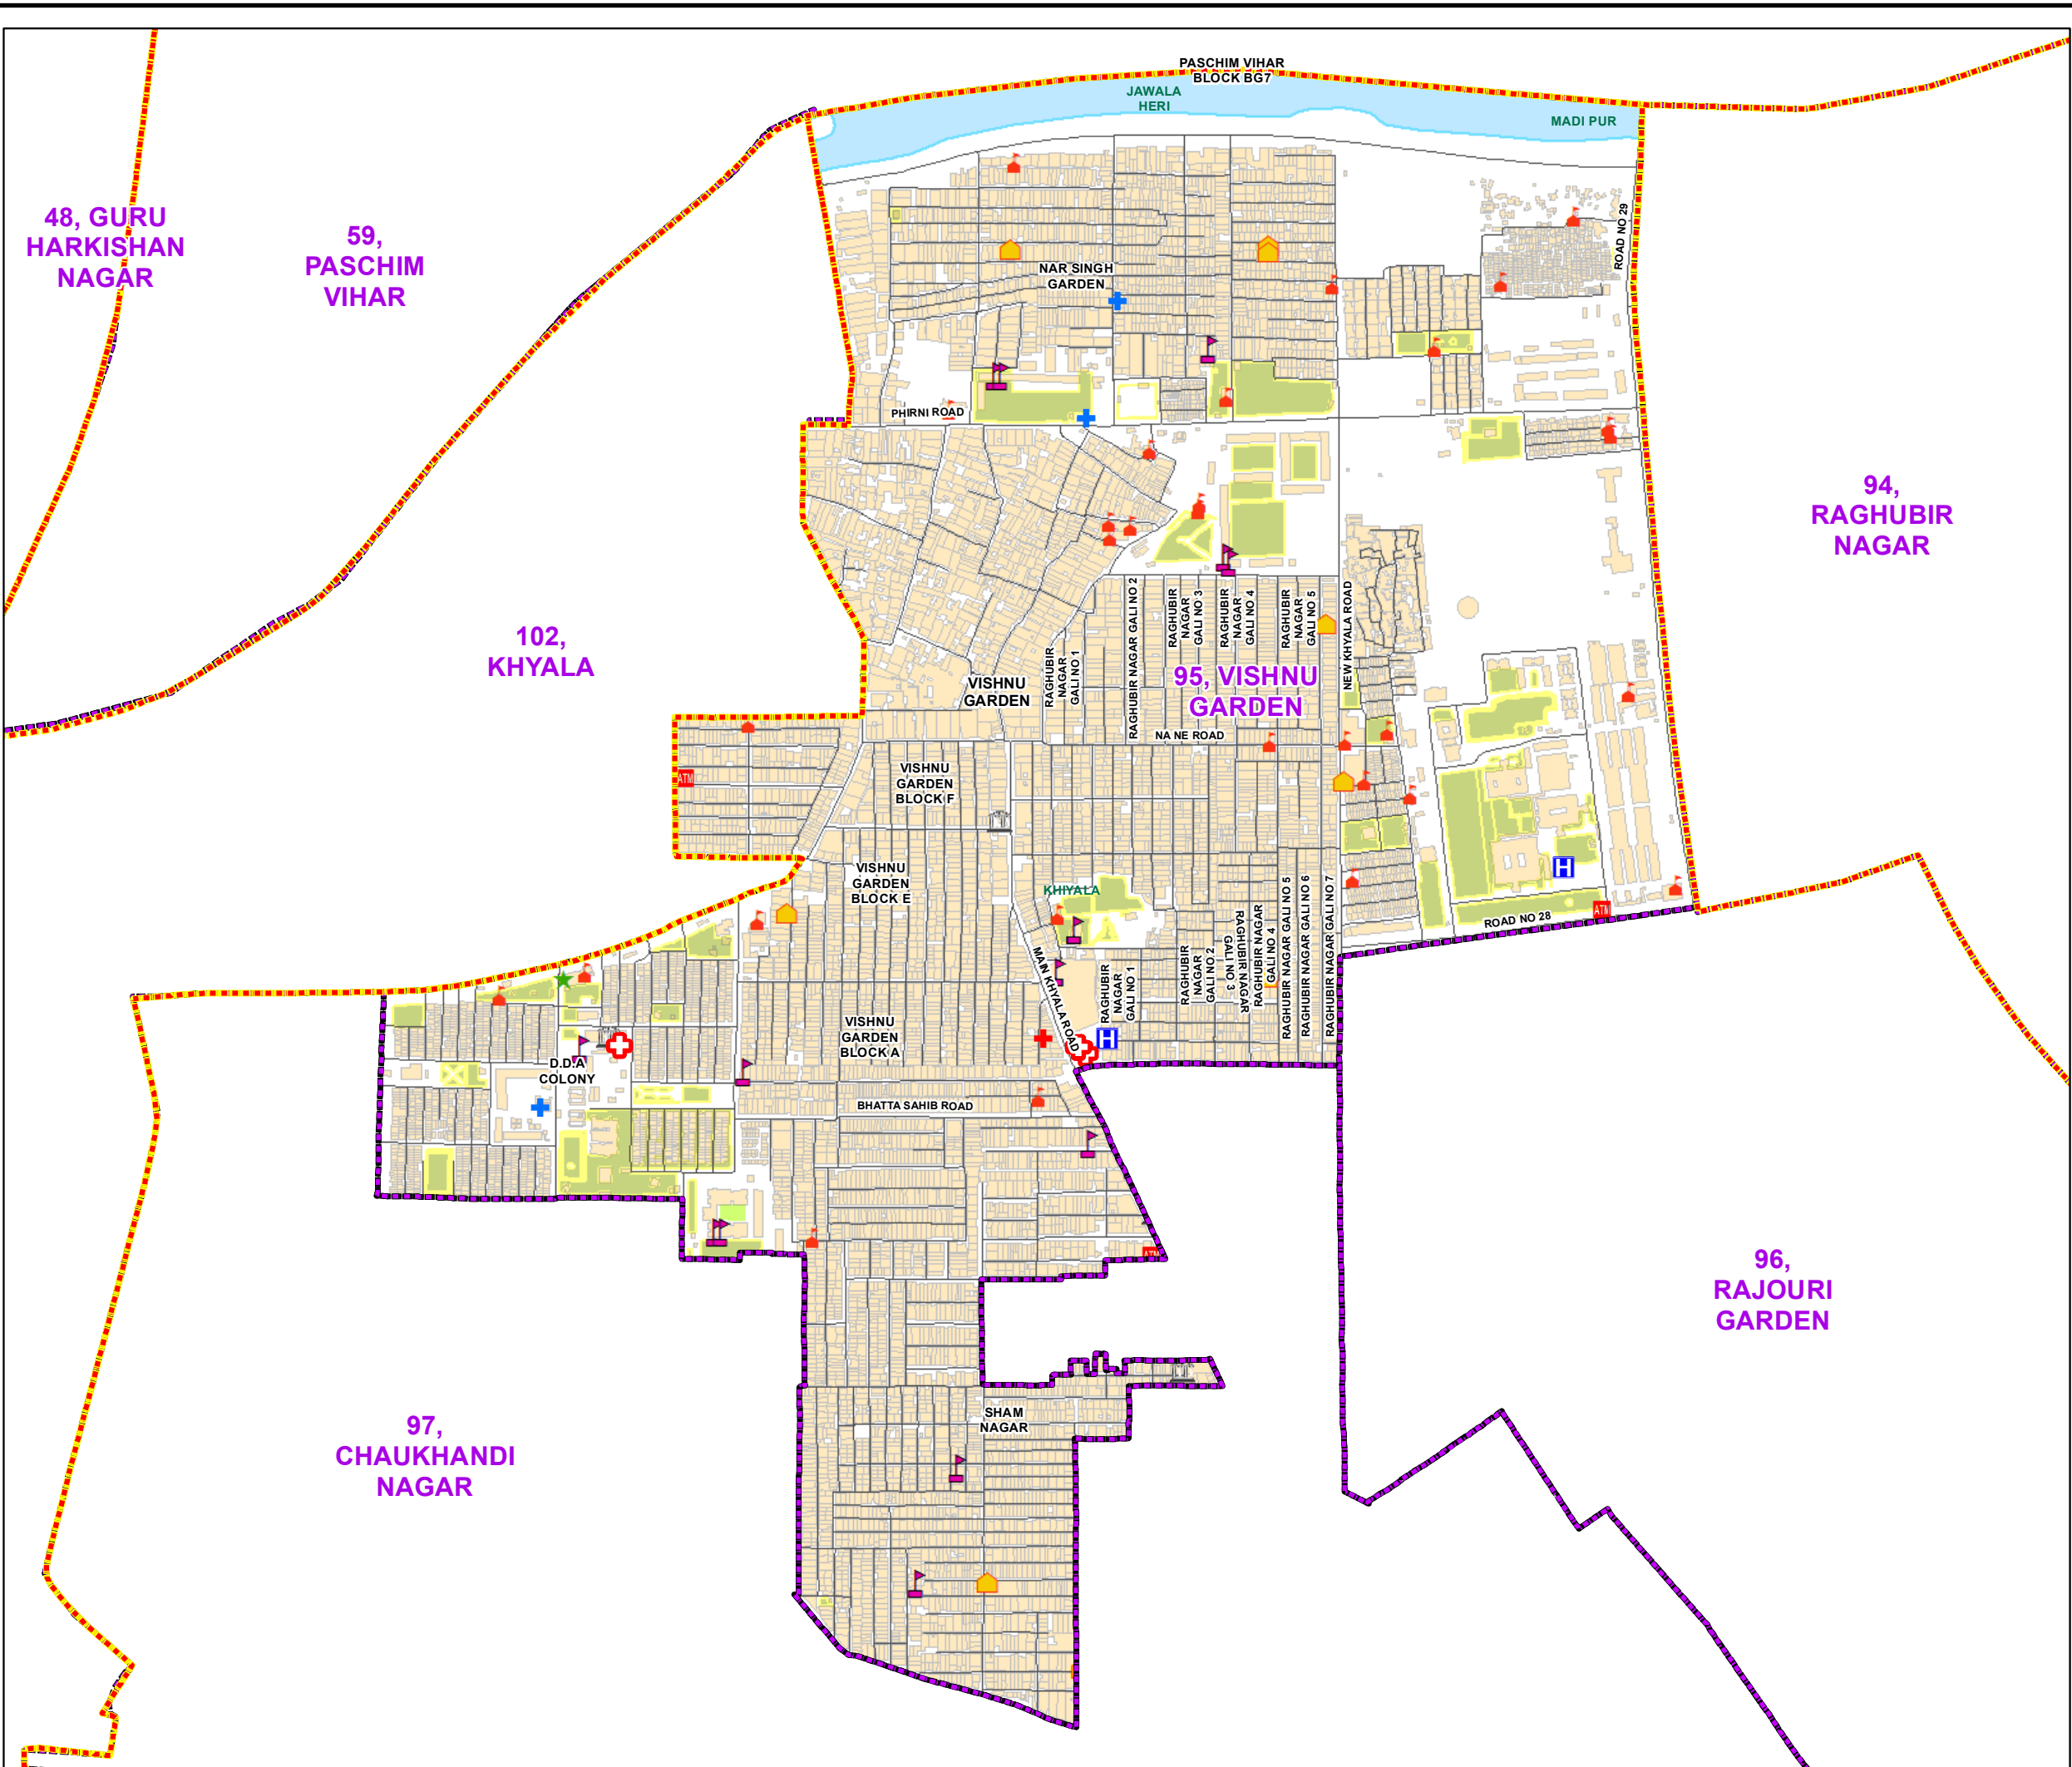 PASCHIM VIHAR
BLOCK BG7
JAWALA
HERI
MADI PUR
48, GURU
HARKISHAN
NAGAR
59,
PASCHIM
VIHAR
ROAD NO 29
NAR SINGH
GARDEN
PHIRNI ROAD
94,
RAGHUBIR
NAGAR
102,
KHYALA
RAGHUBIR
NAGAR
GALI NO 1
RAGHUBIR NAGAR GALI NO 2
RAGHUBIR
NAGAR
GALI NO 3
RAGHUBIR
NAGAR
GALI NO 4
RAGHUBIR
NAGAR
GALI NO 5
NEW KHYALA ROAD
VISHNU
GARDEN
95, VISHNU
GARDEN
NA NE ROAD
VISHNU
GARDEN
BLOCK F
ATM
VISHNU
GARDEN
BLOCK E
KHIYALA
H
ATM
ROAD NO 28
MAIN KHYALA ROAD
RAGHUBIR
NAGAR
GALI NO 1
RAGHUBIR
NAGAR
GALI NO 2
RAGHUBIR NAGAR
GALI NO 3
RAGHUBIR NAGAR
GALI NO 4
RAGHUBIR NAGAR GALI NO 5
RAGHUBIR NAGAR GALI NO 6
RAGHUBIR NAGAR GALI NO 7
VISHNU
GARDEN
BLOCK A
H
D.D.A
COLONY
BHATTA SAHIB ROAD
ATM
96,
RAJOURI
GARDEN
SHAM
NAGAR
97,
CHAUKHANDI
NAGAR